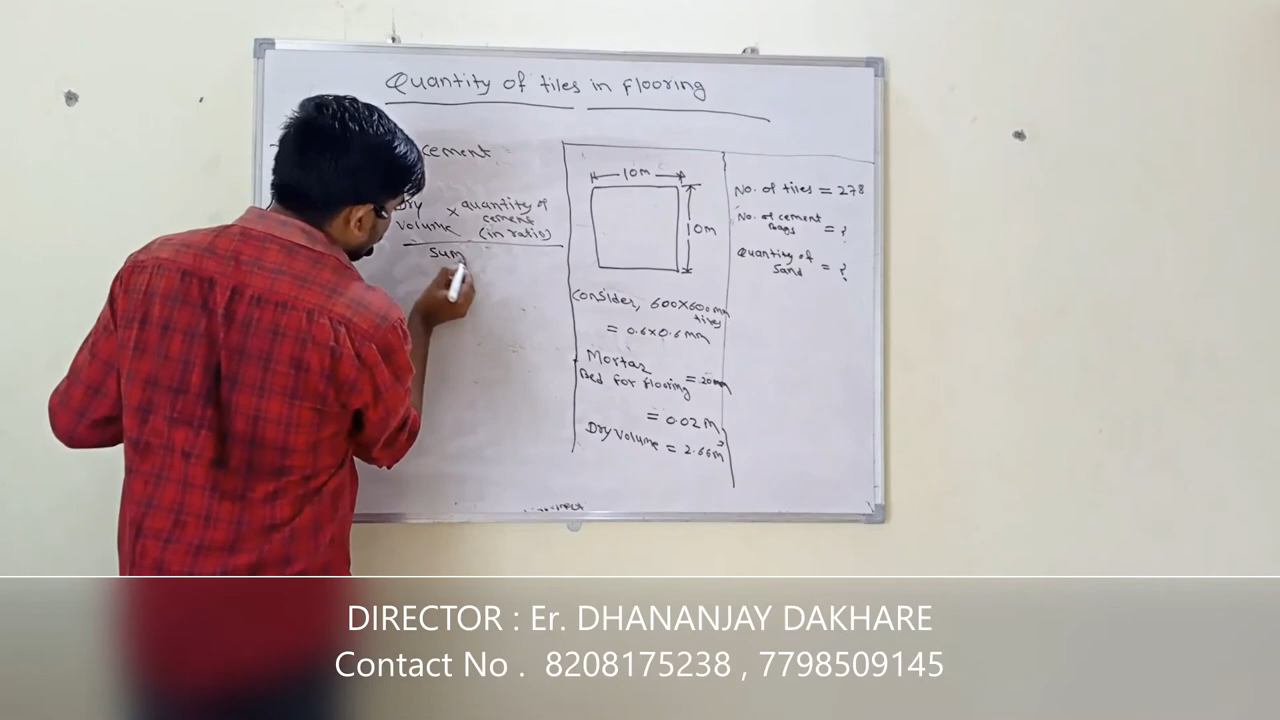 Quantity of tiles in Flooring
cement
Dry
Volume × quantity of
cement
(in ratio)
Sum
10m
10m
Consider, 600×600mm
tiles
= 0.6×0.6 mm
Mortar
Bed for flooring = 20mm
= 0.02 m
Dry Volume = 2.66m³
No. of tiles = 278
No. of cement
Bags = ?
Quantity of
Sand = ?
DIRECTOR : Er. DHANANJAY DAKHARE
Contact No . 8208175238 , 7798509145